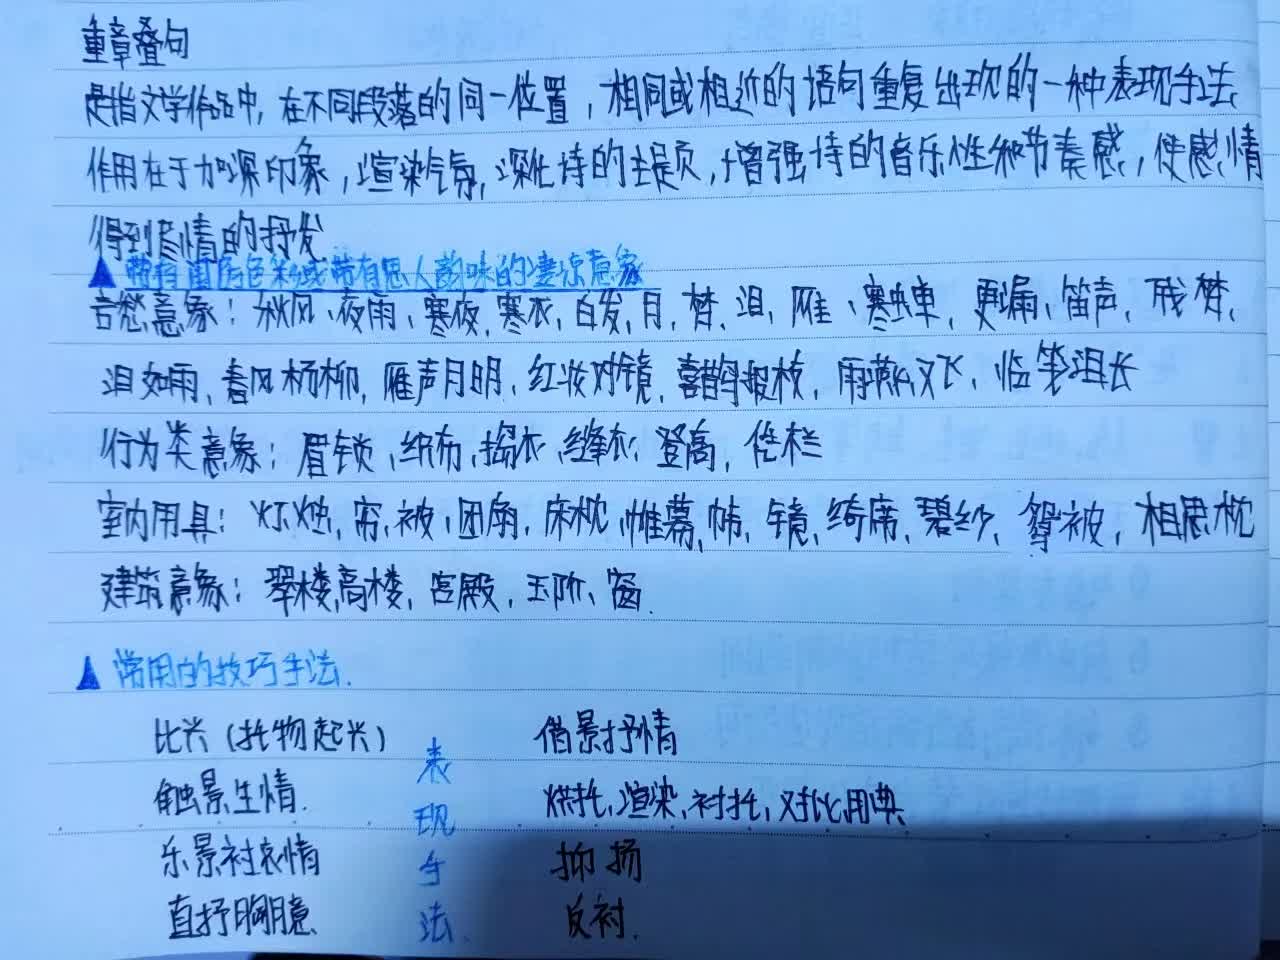 重章叠句
是指文学作品中，在不同段落的同一位置，相同或相近的语句重复出现的一种表现手法
作用在于加深印象，渲染气氛，深化诗的主题，增强诗的音乐性和节奏感，使感情
得到尽情的抒发
▲ 带有闺房色彩或带有思人韵味的凄凉意象
言愁意象：秋风、夜雨、寒夜、寒衣、白发、月、梦、泪、雁、寒蝉、更漏、笛声、残梦、
泪如雨、春风杨柳、雁声月明、红妆对镜、喜鹊报枝、雨燕双飞、临笺泪长
行为类意象：眉锁、织布、捣衣、缝衣、登高、凭栏
室内用具：灯烛、帘、被、团扇、床枕、帷幕、帏、镜、绮席、碧纱、鸳被、相思枕
建筑意象：翠楼、高楼、宫殿、玉阶、窗.
▲ 常用的技巧手法.
比兴（托物起兴） 借景抒情
触景生情. 烘托、渲染、衬托、对比、用典
乐景衬哀情 抑扬
直抒胸臆 反衬.
表现手法.